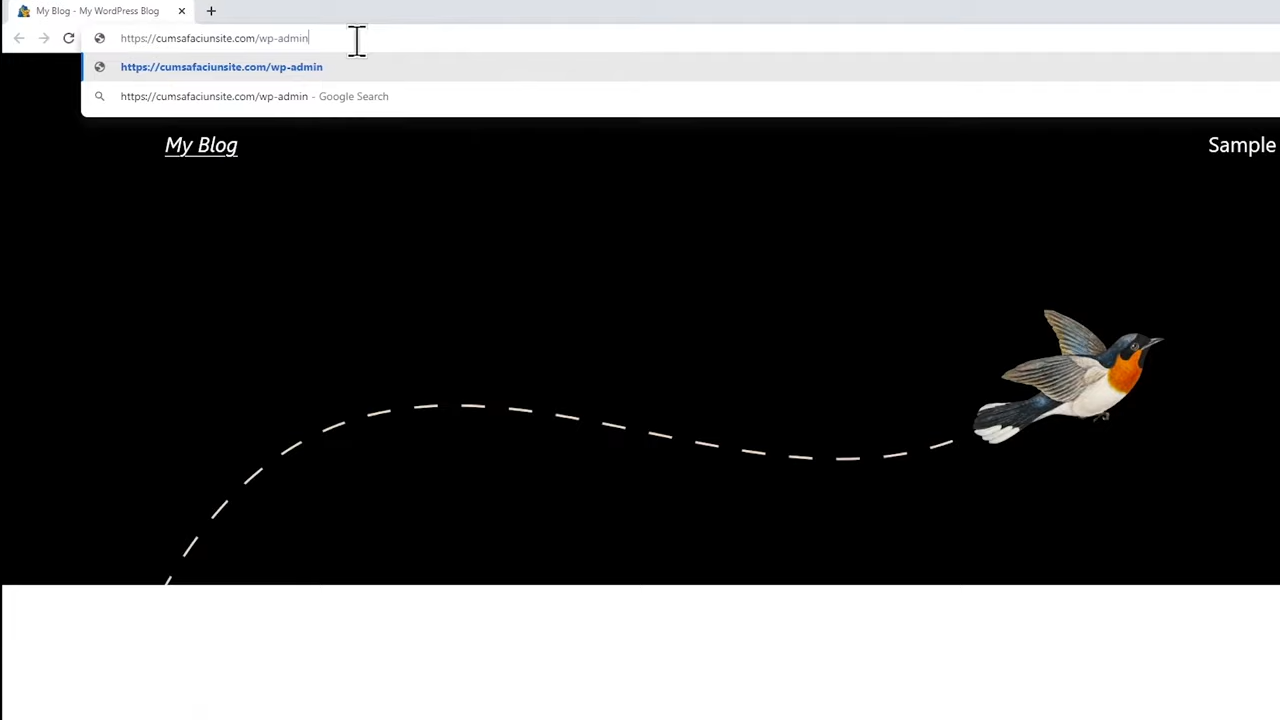 My Blog - My WordPress Blog
https://cumsafaciunsite.com/wp-admin
https://cumsafaciunsite.com/wp-admin
https://cumsafaciunsite.com/wp-admin - Google Search
My Blog
Sample